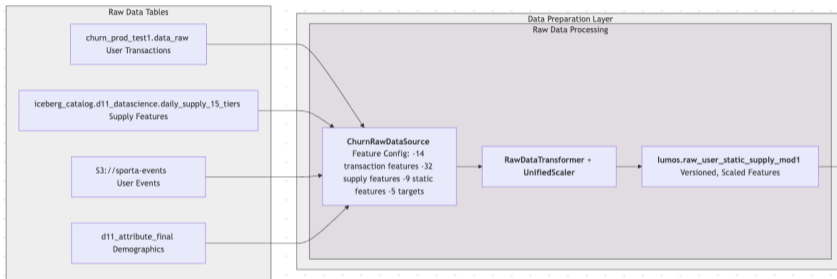 Raw Data Tables
churn_prod_test1.data_raw
User Transactions
iceberg_catalog.d11_datascience.daily_supply_15_tiers
Supply Features
S3://sporta-events
User Events
d11_attribute_final
Demographics
Data Preparation Layer
Raw Data Processing
ChurnRawDataSource
Feature Config: -14
transaction features -32
supply features -9 static
features -5 targets
RawDataTransformer +
UnifiedScaler
lumos.raw_user_static_supply_mod1
Versioned, Scaled Features